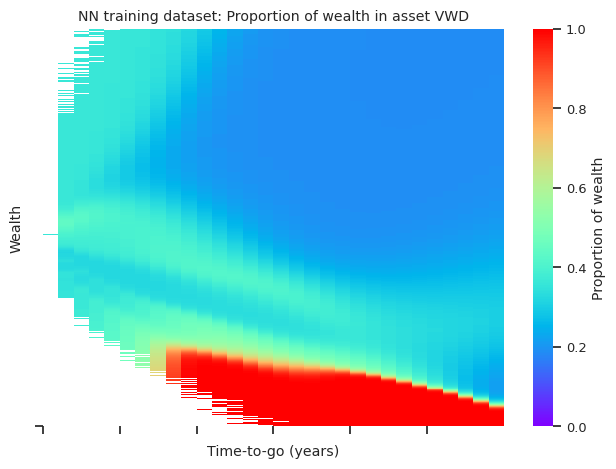 NN training dataset: Proportion of wealth in asset VWD
Wealth
Time-to-go (years)
1.0
0.8
0.6
0.4
0.2
0.0
Proportion of wealth